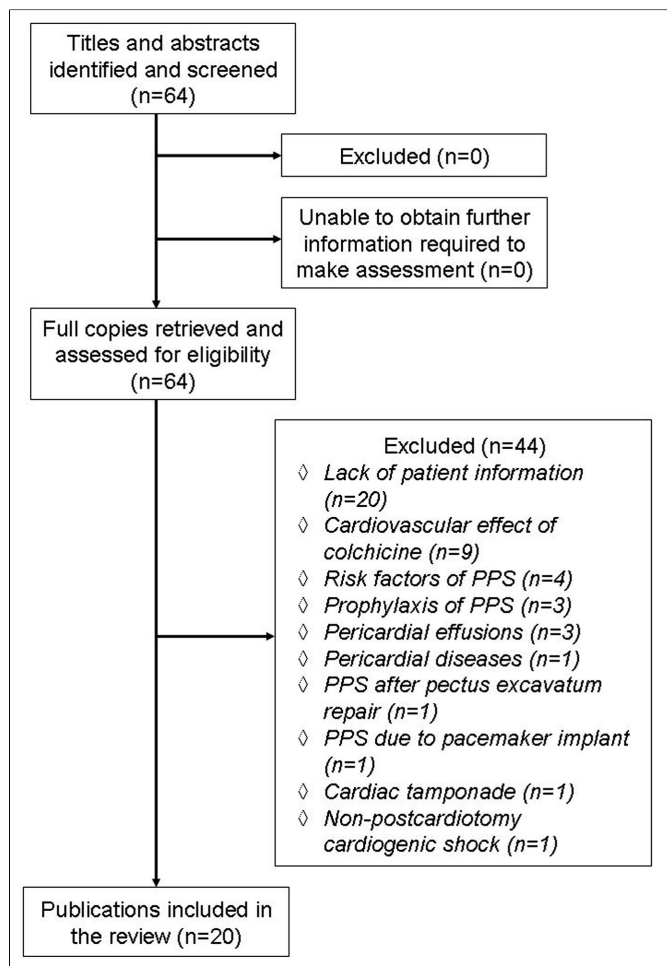 Titles and abstracts
identified and screened
(n=64)
Excluded (n=0)
Unable to obtain further
information required to
make assessment (n=0)
Full copies retrieved and
assessed for eligibility
(n=64)
Excluded (n=44)
◊ Lack of patient information
(n=20)
◊ Cardiovascular effect of
colchicine (n=9)
◊ Risk factors of PPS (n=4)
◊ Prophylaxis of PPS (n=3)
◊ Pericardial effusions (n=3)
◊ Pericardial diseases (n=1)
◊ PPS after pectus excavatum
repair (n=1)
◊ PPS due to pacemaker implant
(n=1)
◊ Cardiac tamponade (n=1)
◊ Non-postcardiotomy
cardiogenic shock (n=1)
Publications included in
the review (n=20)